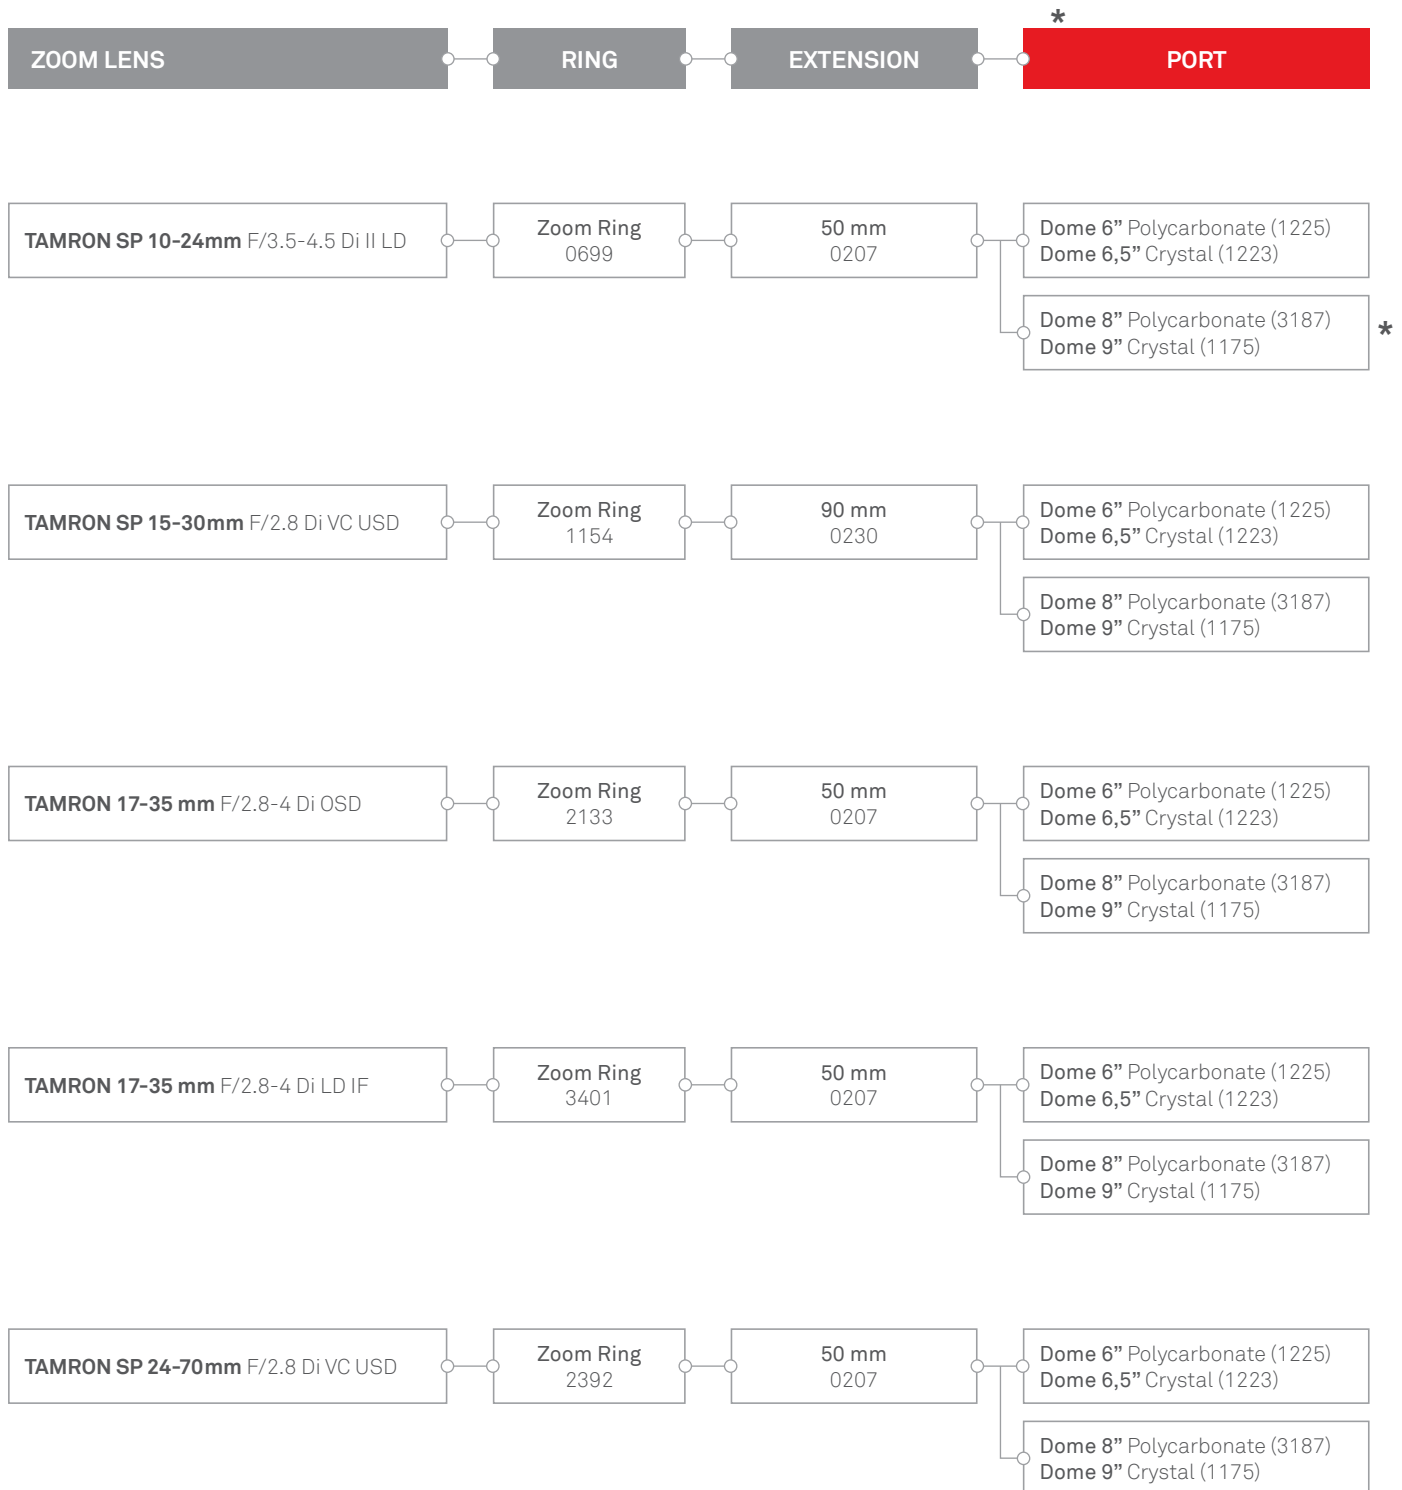 *
ZOOM LENS RING EXTENSION PORT
TAMRON SP 10-24mm F/3.5-4.5 Di II LD
Zoom Ring
0699
50 mm
0207
Dome 6” Polycarbonate (1225)
Dome 6,5” Crystal (1223)
Dome 8” Polycarbonate (3187)
Dome 9” Crystal (1175)
*
TAMRON SP 15-30mm F/2.8 Di VC USD
Zoom Ring
1154
90 mm
0230
Dome 6” Polycarbonate (1225)
Dome 6,5” Crystal (1223)
Dome 8” Polycarbonate (3187)
Dome 9” Crystal (1175)
TAMRON 17-35 mm F/2.8-4 Di OSD
Zoom Ring
2133
50 mm
0207
Dome 6” Polycarbonate (1225)
Dome 6,5” Crystal (1223)
Dome 8” Polycarbonate (3187)
Dome 9” Crystal (1175)
TAMRON 17-35 mm F/2.8-4 Di LD IF
Zoom Ring
3401
50 mm
0207
Dome 6” Polycarbonate (1225)
Dome 6,5” Crystal (1223)
Dome 8” Polycarbonate (3187)
Dome 9” Crystal (1175)
TAMRON SP 24-70mm F/2.8 Di VC USD
Zoom Ring
2392
50 mm
0207
Dome 6” Polycarbonate (1225)
Dome 6,5” Crystal (1223)
Dome 8” Polycarbonate (3187)
Dome 9” Crystal (1175)